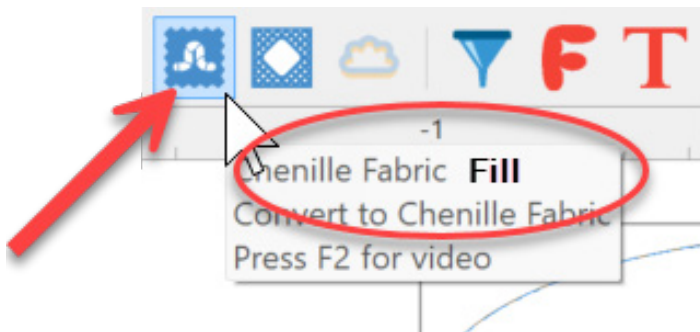 F T
-1
Chenille Fabric Fill
Convert to Chenille Fabric
Press F2 for video